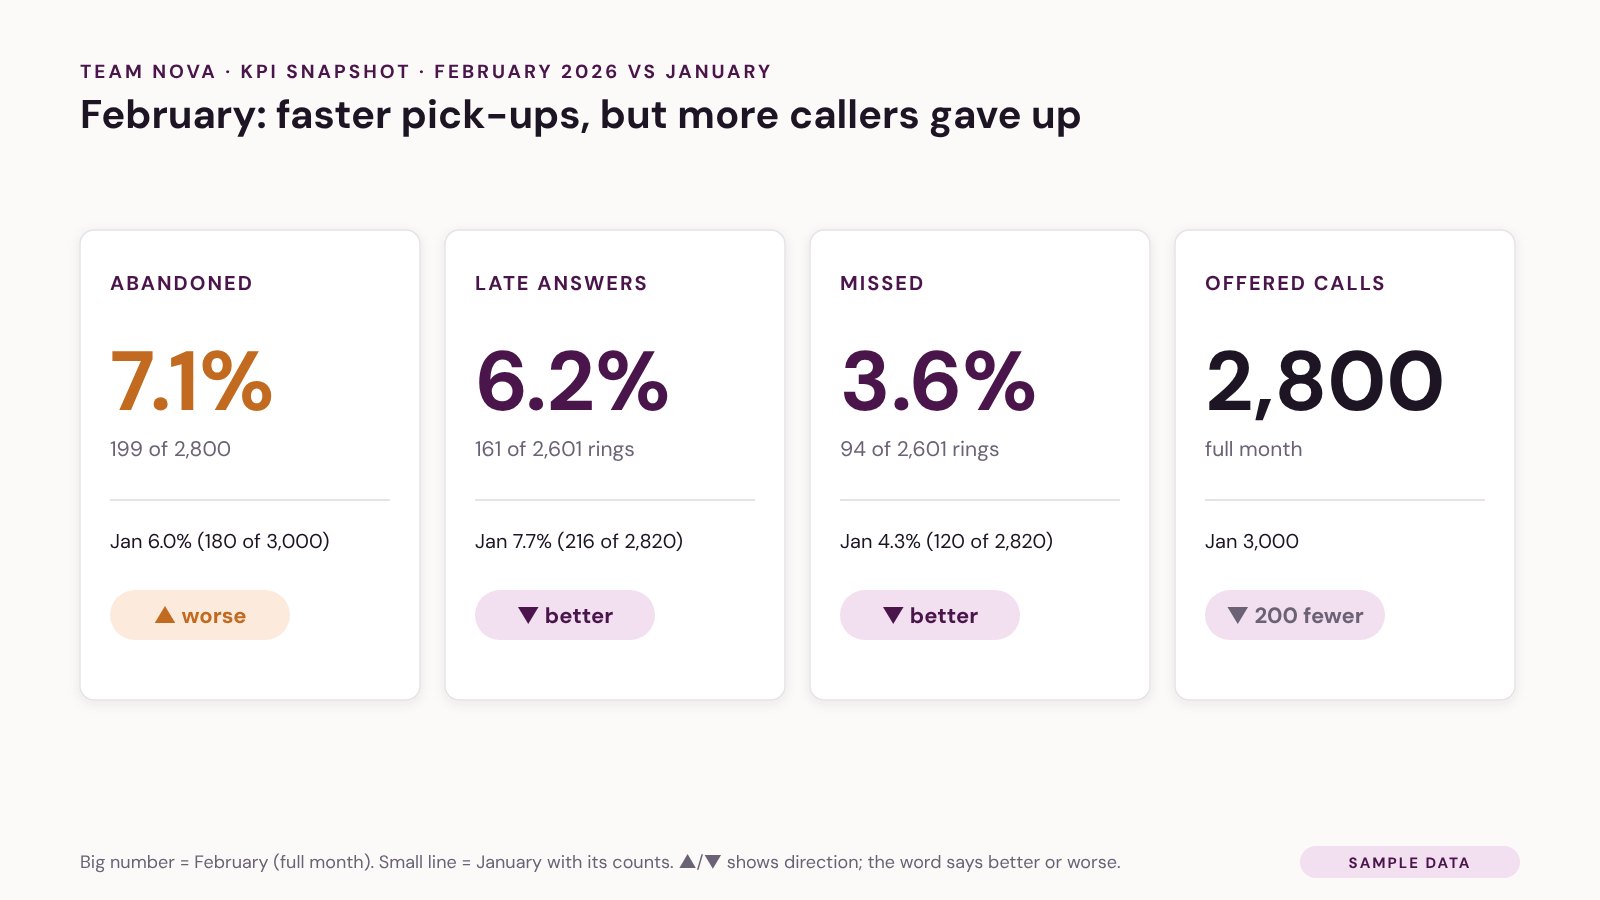 TEAM NOVA · KPI SNAPSHOT · FEBRUARY 2026 VS JANUARY
February: faster pick-ups, but more callers gave up
ABANDONED
7.1%
199 of 2,800
Jan 6.0% (180 of 3,000)
▲ worse
LATE ANSWERS
6.2%
161 of 2,601 rings
Jan 7.7% (216 of 2,820)
▼ better
MISSED
3.6%
94 of 2,601 rings
Jan 4.3% (120 of 2,820)
▼ better
OFFERED CALLS
2,800
full month
Jan 3,000
▼ 200 fewer
Big number = February (full month). Small line = January with its counts. ▲/▼ shows direction; the word says better or worse.
SAMPLE DATA